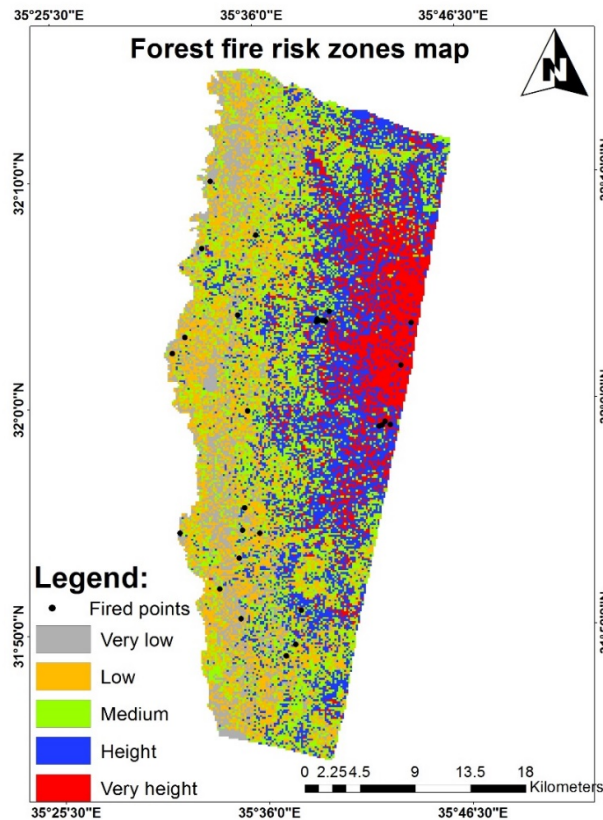 35°25'30"E 35°36'0"E 35°46'30"E
Forest fire risk zones map
N
32°10'0"N
32°0'0"N
31°50'0"N
Legend:
Fired points
Very low
Low
Medium
Height
Very height
0 2.25 4.5 9 13.5 18
Kilometers
35°25'30"E 35°36'0"E 35°46'30"E